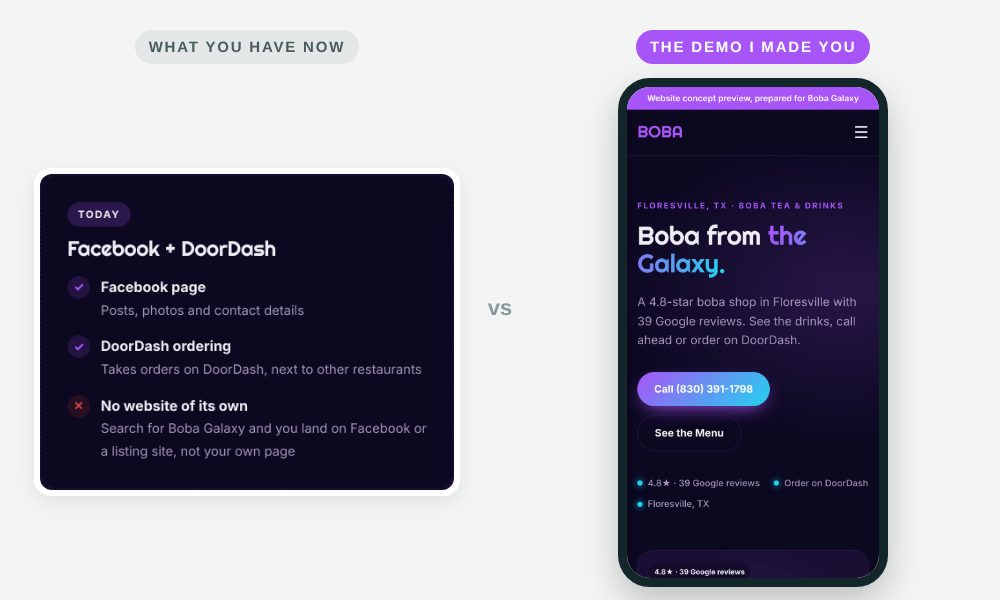 WHAT YOU HAVE NOW
TODAY
Facebook + DoorDash
Facebook page
Posts, photos and contact details
DoorDash ordering
Takes orders on DoorDash, next to other restaurants
No website of its own
Search for Boba Galaxy and you land on Facebook or
a listing site, not your own page
vs
THE DEMO I MADE YOU
Website concept preview, prepared for Boba Galaxy
BOBA
FLORESVILLE, TX · BOBA TEA & DRINKS
Boba from the
Galaxy.
A 4.8-star boba shop in Floresville with
39 Google reviews. See the drinks, call
ahead or order on DoorDash.
Call (830) 391-1798
See the Menu
4.8★ · 39 Google reviews
Order on DoorDash
Floresville, TX
4.8★ · 39 Google reviews